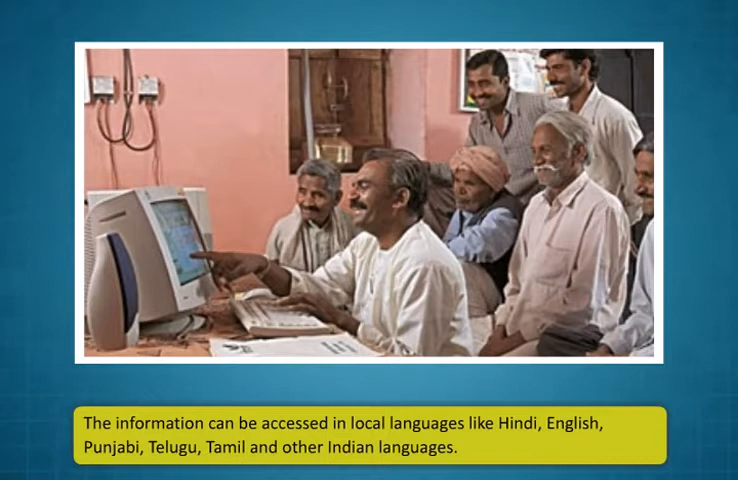 The information can be accessed in local languages like Hindi, English,
Punjabi, Telugu, Tamil and other Indian languages.